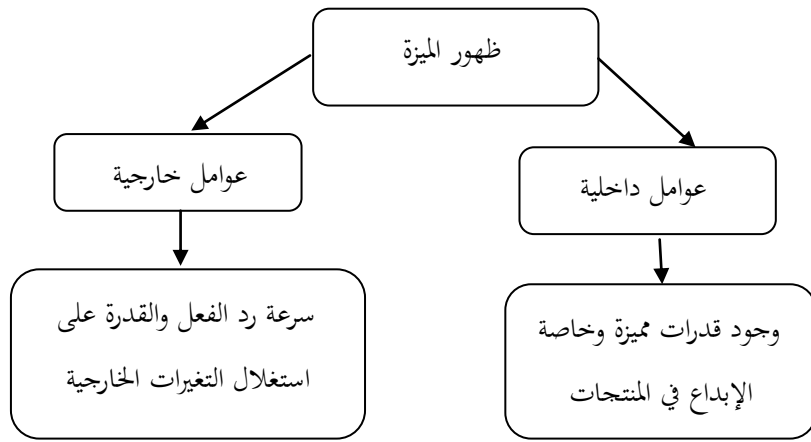 ظهور الميزة
عوامل داخلية
عوامل خارجية
وجود قدرات مميزة وخاصة
الإبداع في المنتجات
سرعة رد الفعل والقدرة على
استغلال التغيرات الخارجية